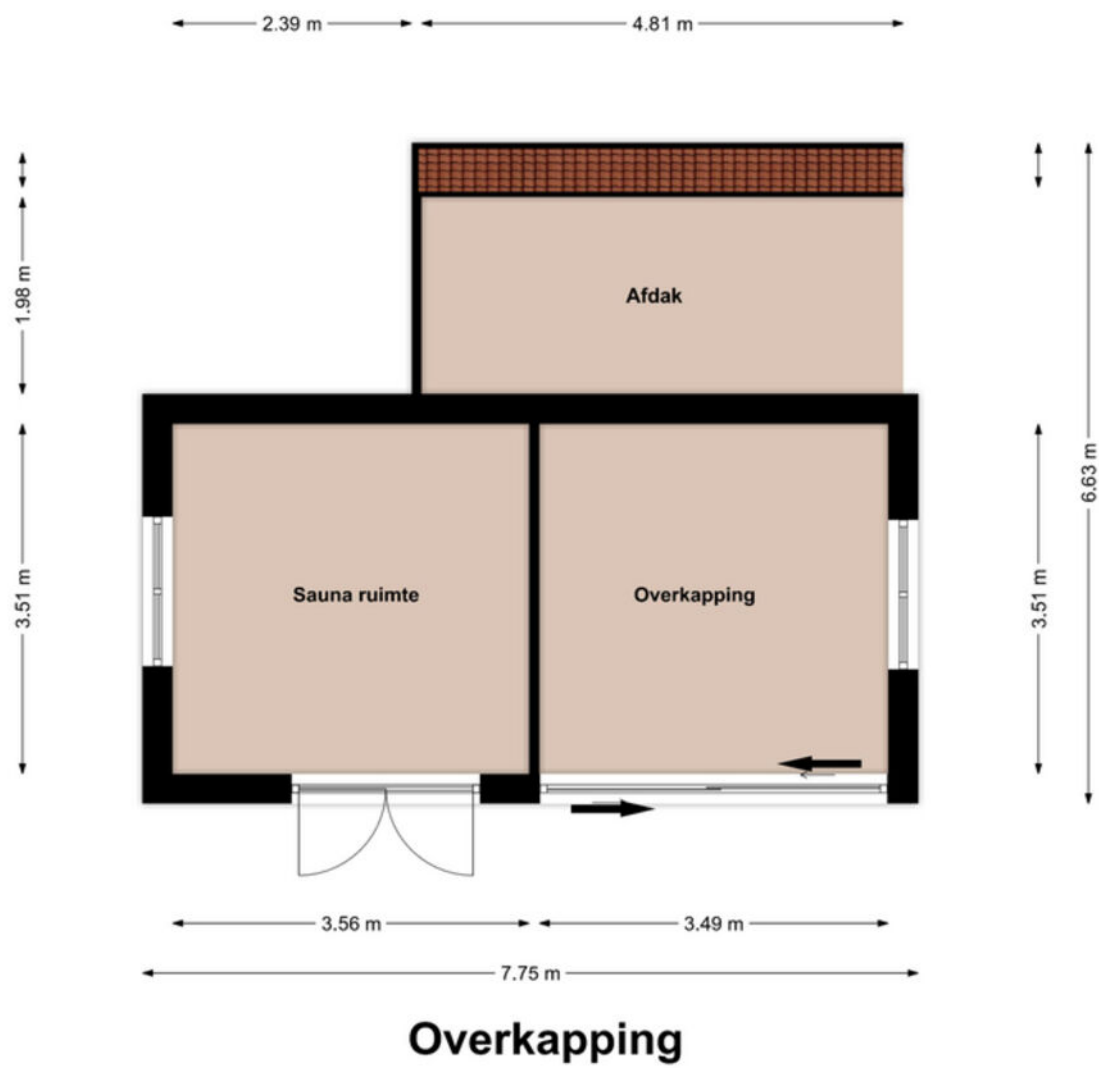 2.39 m
4.81 m
1.98 m
Afdak
6.63 m
3.51 m
Sauna ruimte
Overkapping
3.51 m
3.56 m
3.49 m
7.75 m
Overkapping